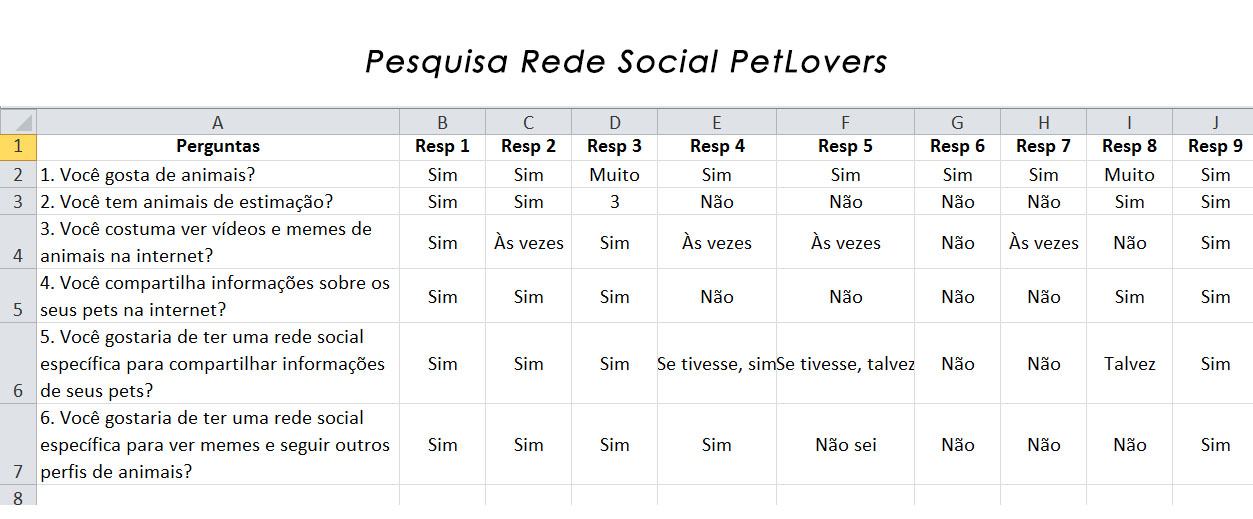 Pesquisa Rede Social PetLovers
A B C D E F G H I J
1 Perguntas Resp 1 Resp 2 Resp 3 Resp 4 Resp 5 Resp 6 Resp 7 Resp 8 Resp 9
2 1. Você gosta de animais? Sim Sim Muito Sim Sim Sim Sim Muito Sim
3 2. Você tem animais de estimação? Sim Sim 3 Não Não Não Não Sim Sim
3. Você costuma ver vídeos e memes de
4 animais na internet? Sim Às vezes Sim Às vezes Às vezes Não Às vezes Não Sim
4. Você compartilha informações sobre os
5 seus pets na internet? Sim Sim Sim Não Não Não Não Sim Sim
5. Você gostaria de ter uma rede social
específica para compartilhar informações Sim Sim Sim Se tivesse, sim Se tivesse, talvez Não Não Talvez Sim
6 de seus pets?
6. Você gostaria de ter uma rede social
específica para ver memes e seguir outros Sim Sim Sim Sim Não sei Não Não Não Sim
7 perfis de animais?
8